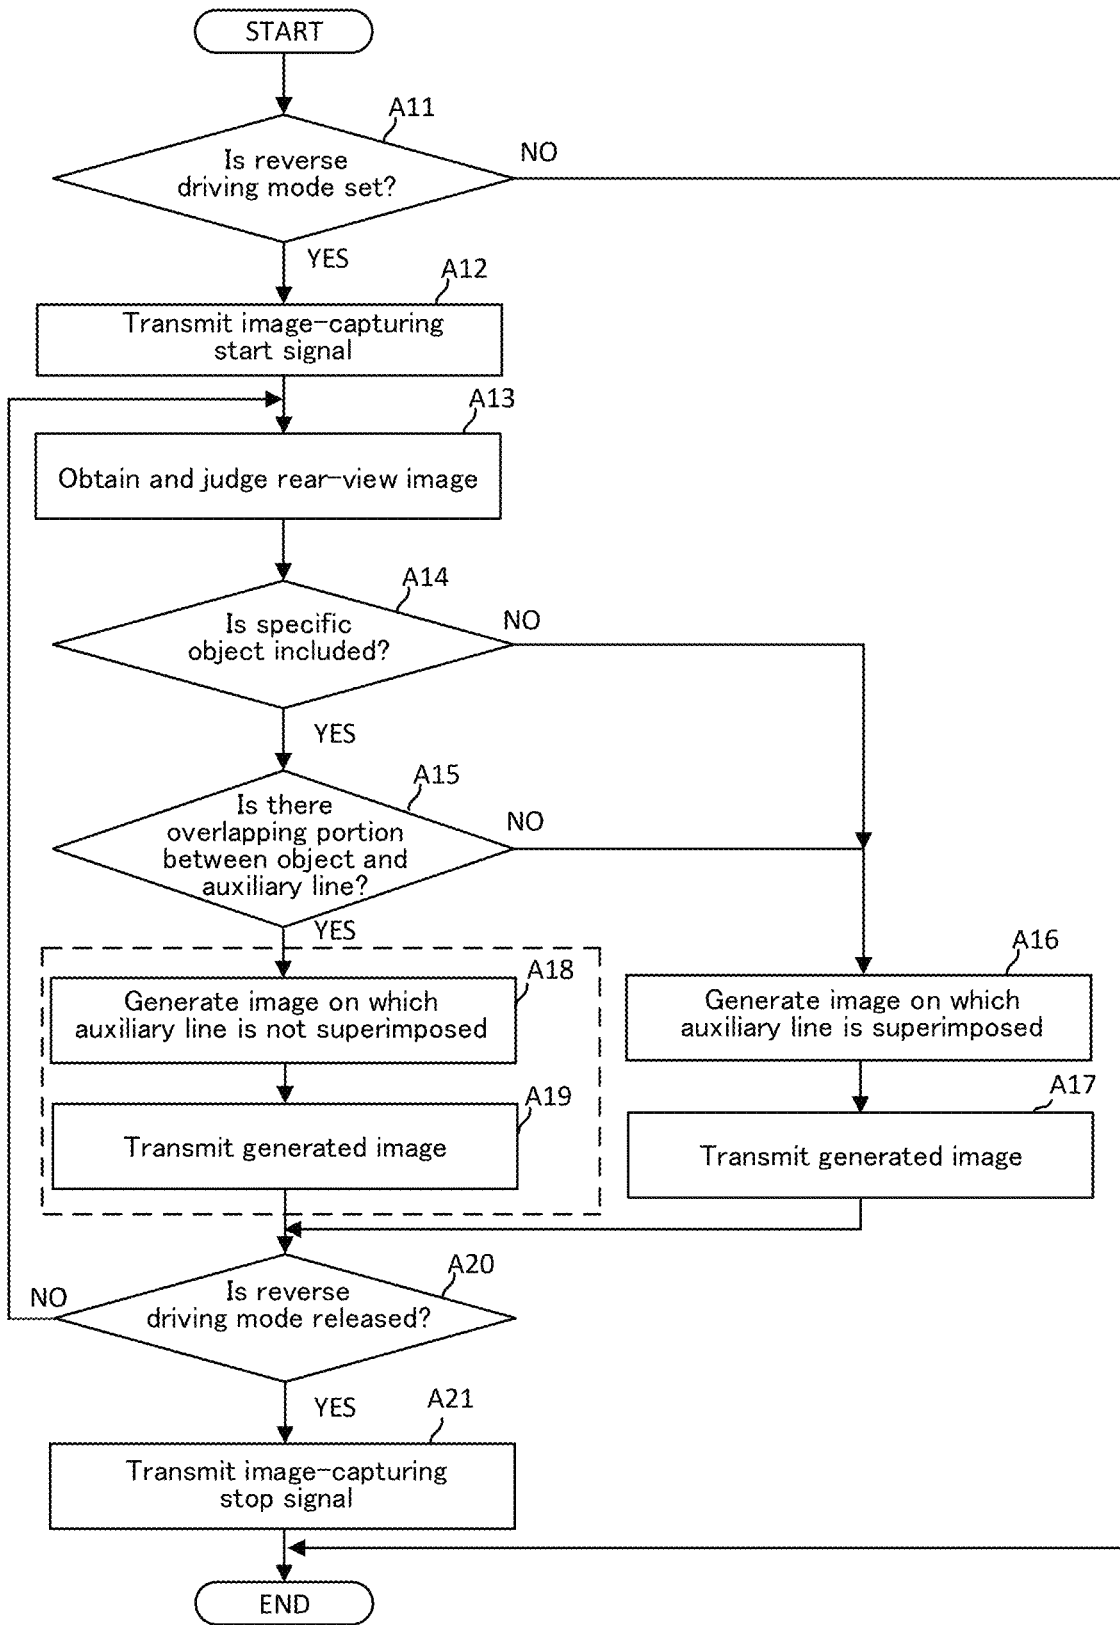 START
A11
Is reverse
driving mode set?
NO
YES
A12
Transmit image-capturing
start signal
A13
Obtain and judge rear-view image
A14
Is specific
object included?
NO
YES
A15
Is there
overlapping portion
between object and
auxiliary line?
NO
YES
A18
Generate image on which
auxiliary line is not superimposed
A16
Generate image on which
auxiliary line is superimposed
A19
Transmit generated image
A17
Transmit generated image
A20
Is reverse
driving mode released?
NO
YES
A21
Transmit image-capturing
stop signal
END